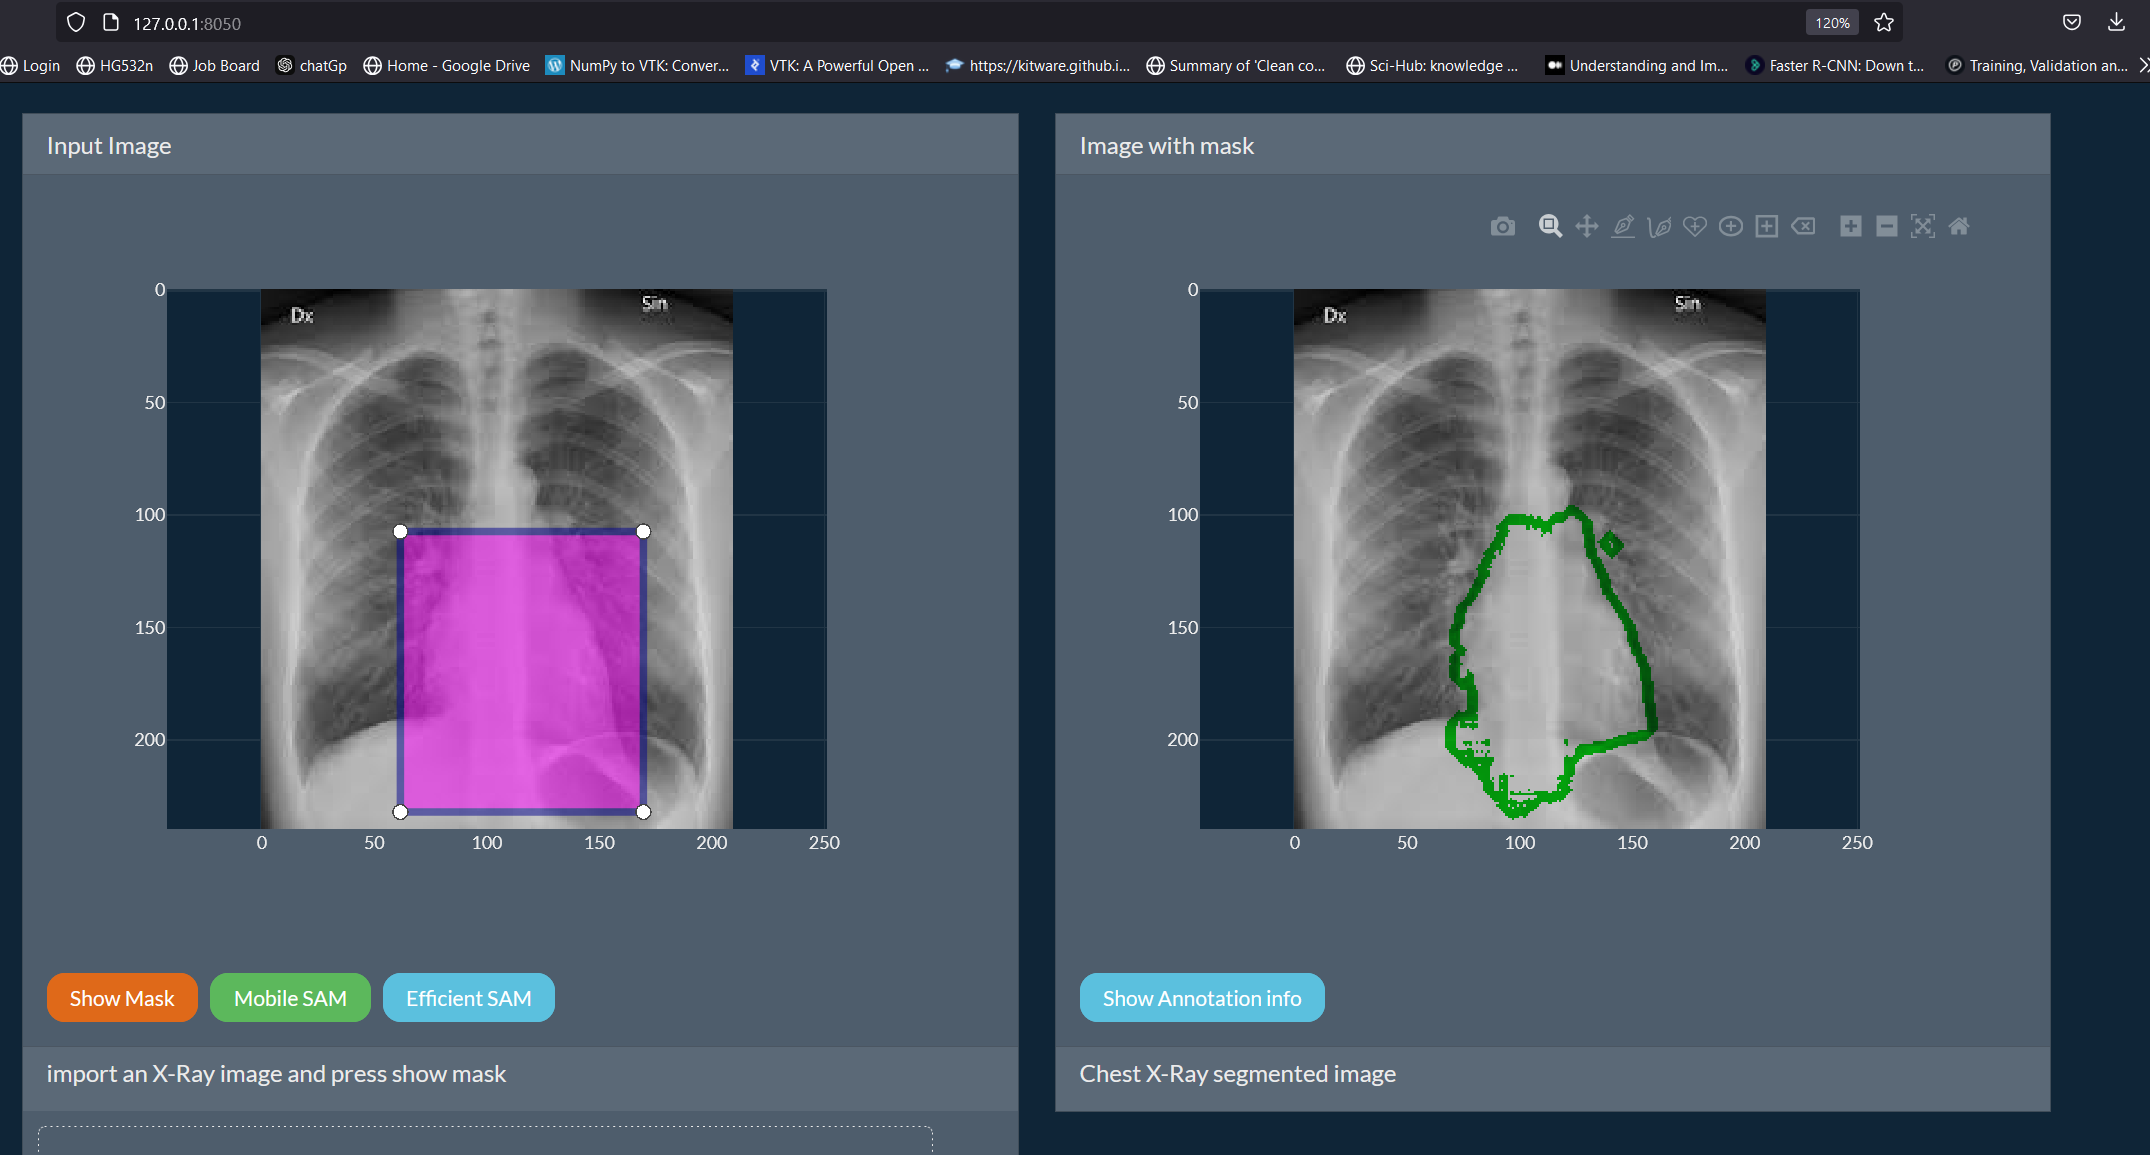 127.0.0.1:8050
120%
Login HG532n Job Board chatGp Home - Google Drive NumPy to VTK: Conver... VTK: A Powerful Open ... https://kitware.github.i... Summary of 'Clean co... Sci-Hub: knowledge ... Understanding and Im... Faster R-CNN: Down t... Training, Validation an...
Input Image
Dx
Sin
0
50
100
150
200
0 50 100 150 200 250
Show Mask Mobile SAM Efficient SAM
import an X-Ray image and press show mask
Image with mask
Dx
Sin
0
50
100
150
200
0 50 100 150 200 250
Show Annotation info
Chest X-Ray segmented image